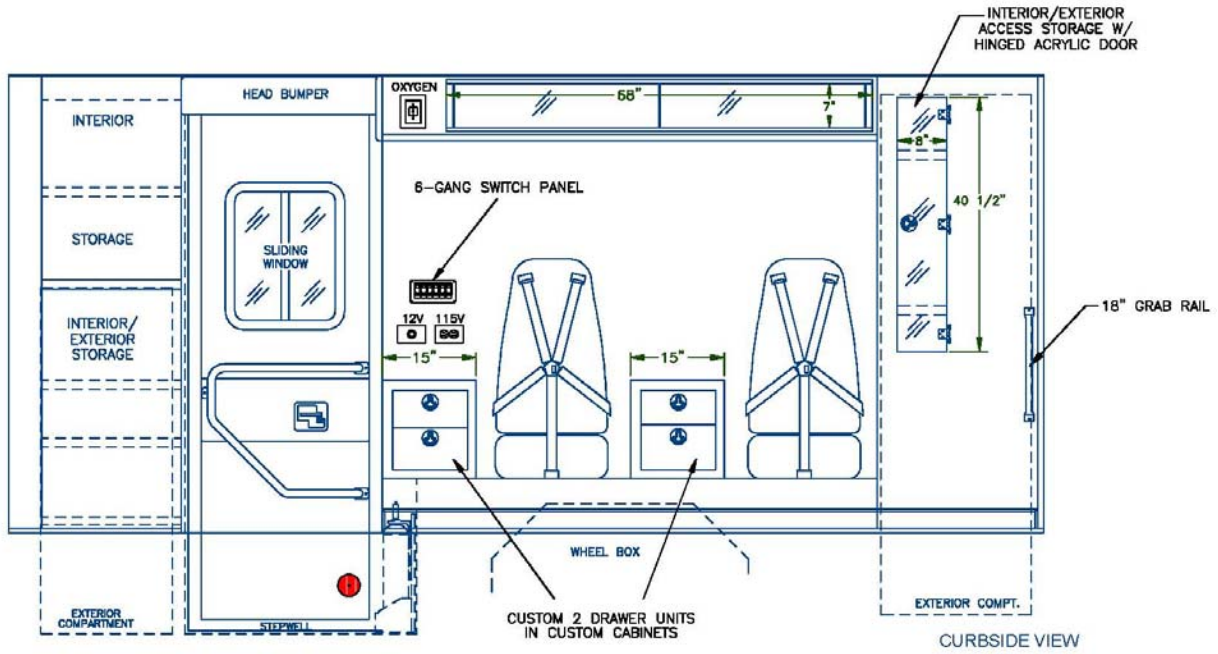 INTERIOR/EXTERIOR
ACCESS STORAGE W/
HINGED ACRYLIC DOOR
HEAD BUMPER
OXYGEN
68"
7"
INTERIOR
8"
6-GANG SWITCH PANEL
40 1/2"
STORAGE
SLIDING
WINDOW
18" GRAB RAIL
INTERIOR/
EXTERIOR
STORAGE
12V
115V
15"
15"
WHEEL BOX
EXTERIOR
COMPARTMENT
STEPWELL
CUSTOM 2 DRAWER UNITS
IN CUSTOM CABINETS
EXTERIOR COMPT.
CURBSIDE VIEW